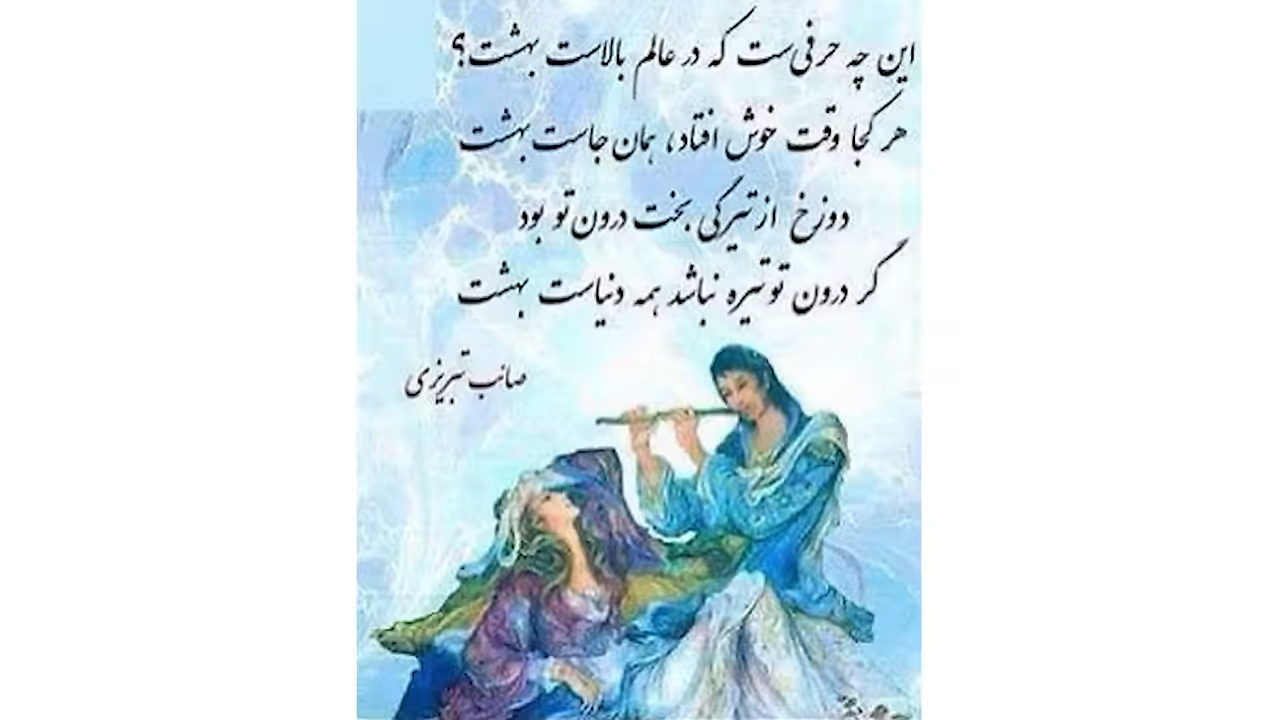 این چه حرفی‌ست که در عالم بالاست بهشت؟
هر کجا وقت خوش افتاد، همان جاست بهشت
دوزخ از تیرگی بخت درون تو بود
گر درون تو تیره نباشد همه دنیاست بهشت
صائب تبریزی